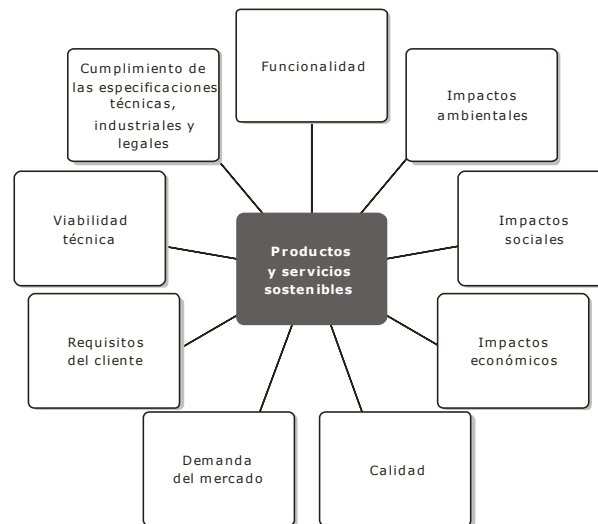 Funcionalidad
Cumplimiento de
las especificaciones
técnicas,
industriales y
legales
Impactos
ambientales
Viabilidad
técnica
Productos
y servicios
sostenibles
Impactos
sociales
Requisitos
del cliente
Impactos
económicos
Demanda
del mercado
Calidad